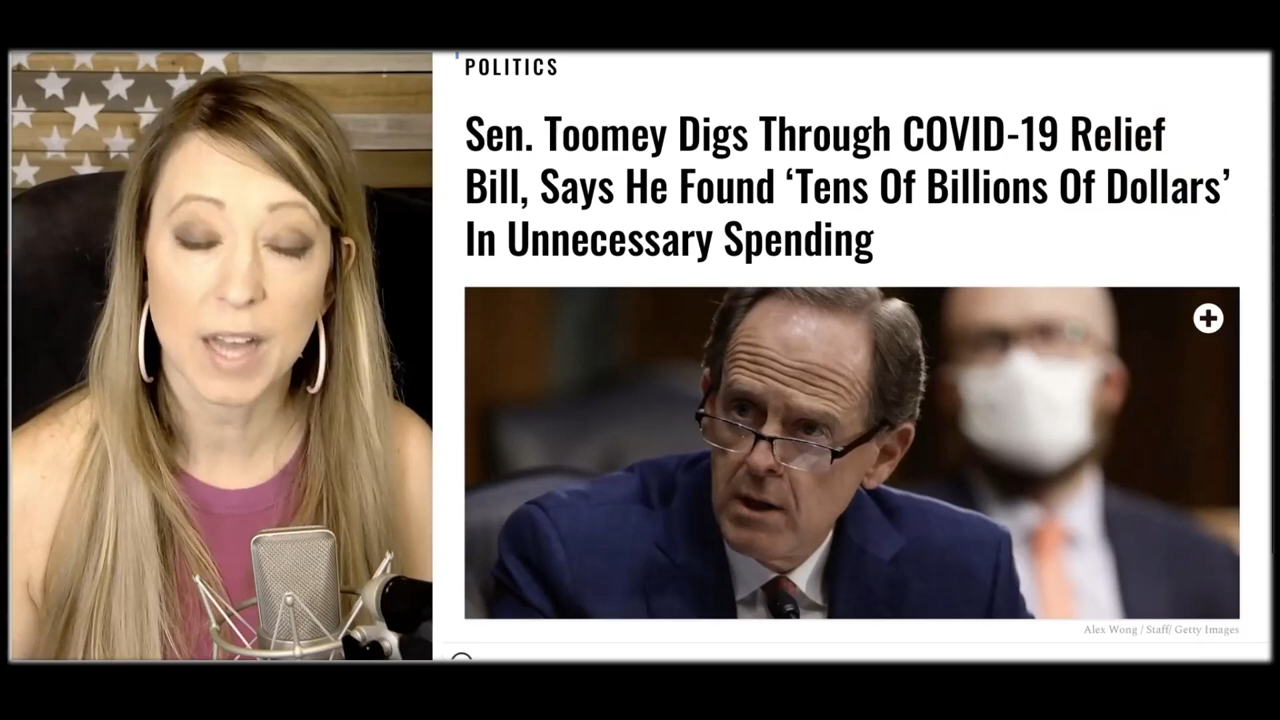 POLITICS
Sen. Toomey Digs Through COVID-19 Relief
Bill, Says He Found ‘Tens Of Billions Of Dollars’
In Unnecessary Spending
Alex Wong / Staff/ Getty Images